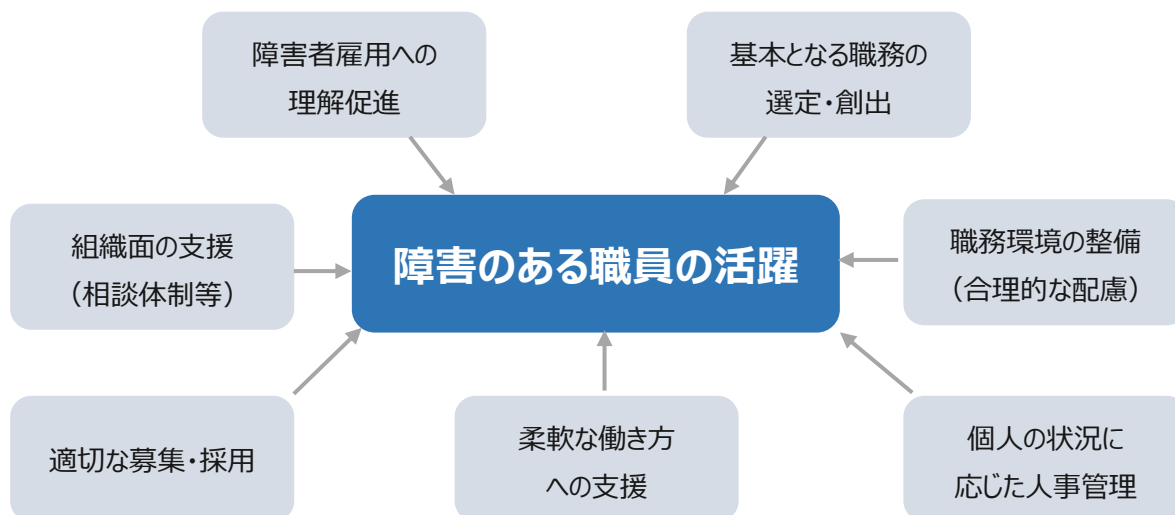 障害者雇用への
理解促進
基本となる職務の
選定・創出
組織面の支援
（相談体制等）
障害のある職員の活躍
職務環境の整備
（合理的な配慮）
適切な募集・採用
柔軟な働き方
への支援
個人の状況に
応じた人事管理